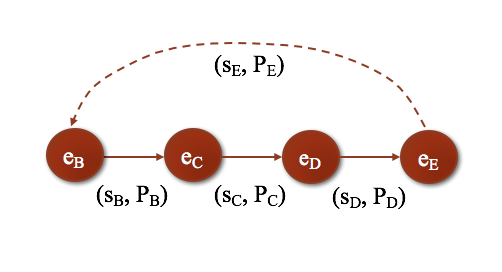 (sE, PE)
eB eC eD eE
(sB, PB) (sC, PC) (sD, PD)